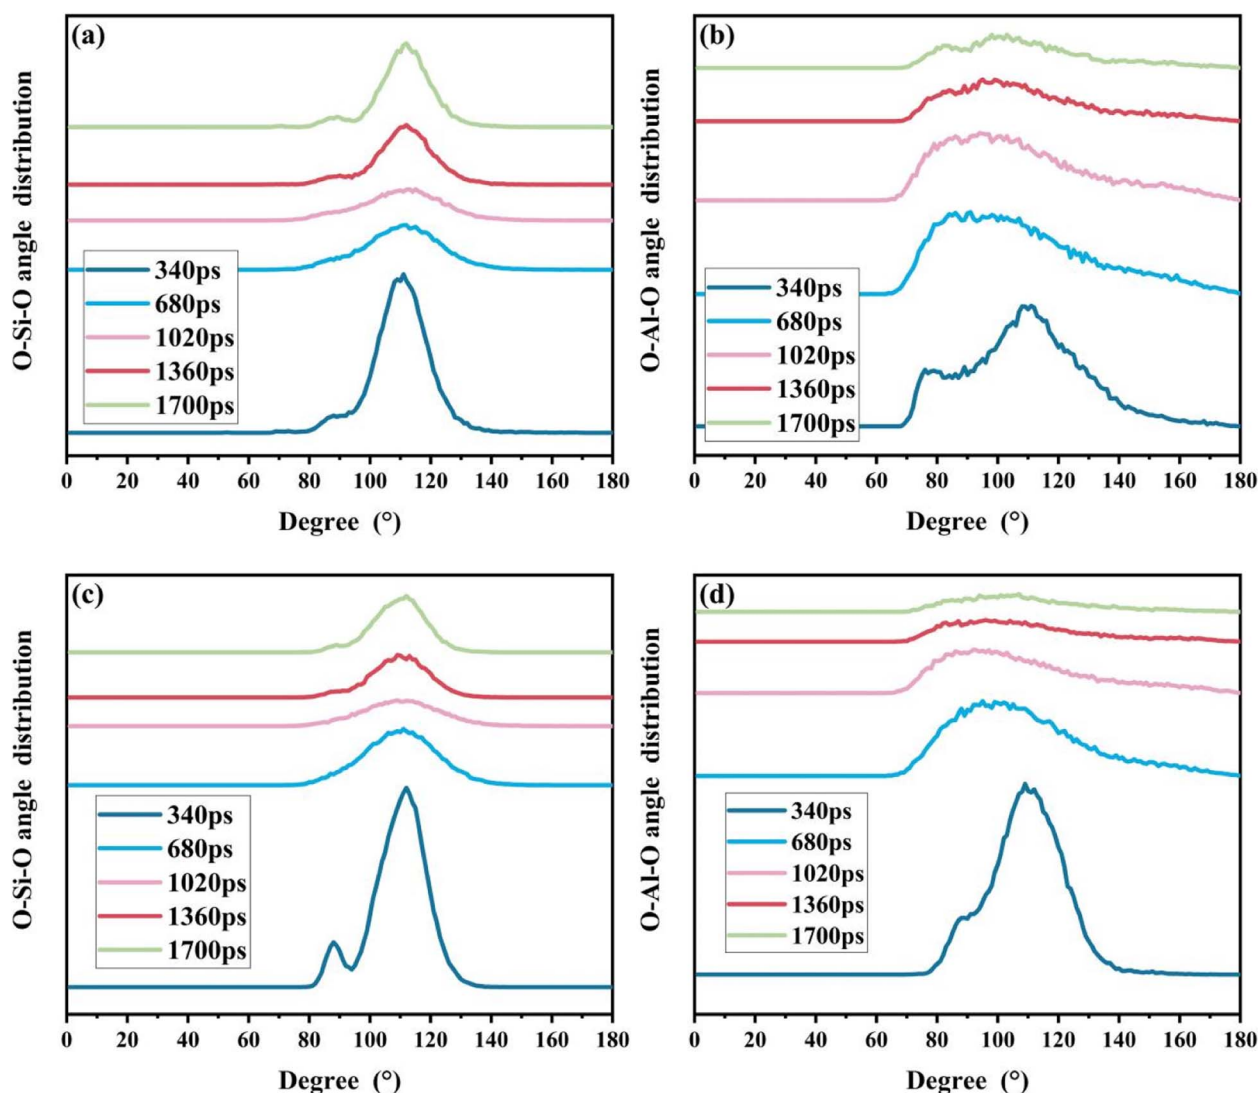 (a)
O-Si-O angle distribution
340ps
680ps
1020ps
1360ps
1700ps
0 20 40 60 80 100 120 140 160 180
Degree (°)
(b)
O-Al-O angle distribution
340ps
680ps
1020ps
1360ps
1700ps
0 20 40 60 80 100 120 140 160 180
Degree (°)
(c)
O-Si-O angle distribution
340ps
680ps
1020ps
1360ps
1700ps
0 20 40 60 80 100 120 140 160 180
Degree (°)
(d)
O-Al-O angle distribution
340ps
680ps
1020ps
1360ps
1700ps
0 20 40 60 80 100 120 140 160 180
Degree (°)